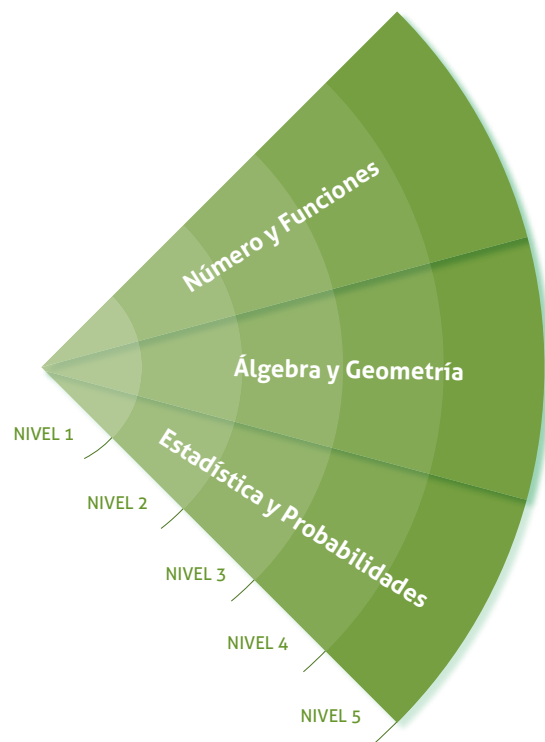 Número y Funciones
Álgebra y Geometría
Estadística y Probabilidades
NIVEL 1
NIVEL 2
NIVEL 3
NIVEL 4
NIVEL 5